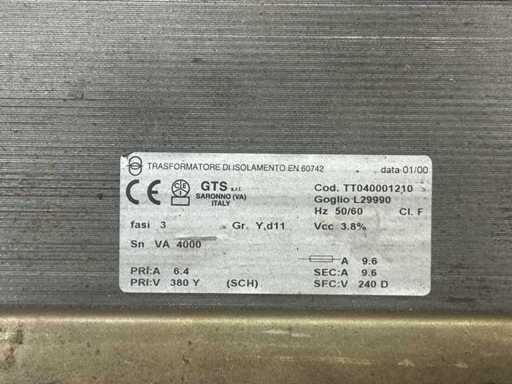 TRASFORMATORE DI ISOLAMENTO EN 60742 data 01/00
CE CEI GTS s.r.l. Cod. TT040001210
SARONNO (VA) Goglio L29990
ITALY Hz 50/60 Cl. F
fasi 3 Gr. Y,d11 Vcc 3.8%
Sn VA 4000
A 9.6
PRI:A 6.4 SEC:A 9.6
PRI:V 380 Y (SCH) SEC:V 240 D